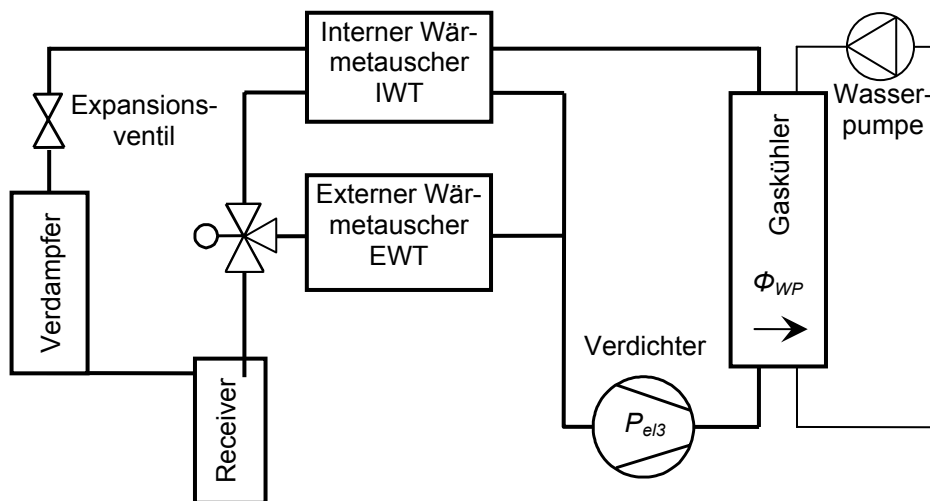 Interner Wär-
metauscher
IWT
Expansions-
ventil
Wasser-
pumpe
Externer Wär-
metauscher
EWT
Verdampfer
Gaskühler
Φ_WP
Verdichter
P_el3
Receiver